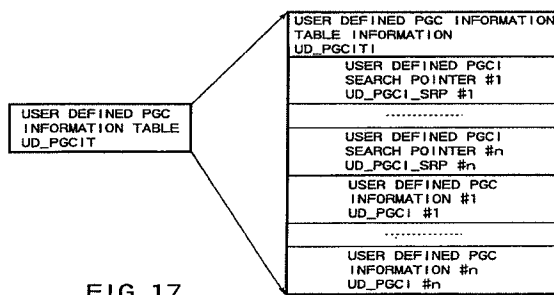 USER DEFINED PGC
INFORMATION TABLE
UD_PGCIT
USER DEFINED PGC INFORMATION
TABLE INFORMATION
UD_PGCITI
USER DEFINED PGCI
SEARCH POINTER #1
UD_PGCI_SRP #1
..............
USER DEFINED PGCI
SEARCH POINTER #n
UD_PGCI_SRP #n
USER DEFINED PGC
INFORMATION #1
UD_PGCI #1
..............
USER DEFINED PGC
INFORMATION #n
UD_PGCI #n
FIG. 17